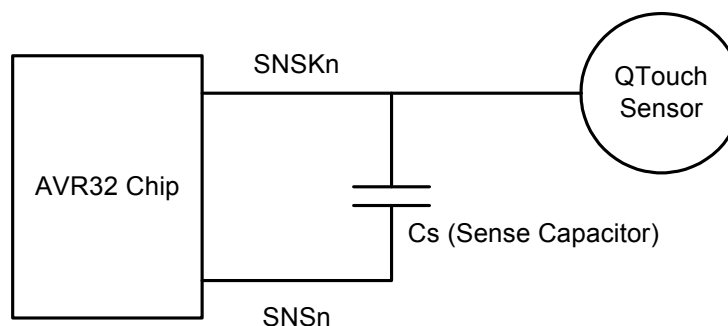 SNSKn
QTouch
Sensor
AVR32 Chip
Cs (Sense Capacitor)
SNSn